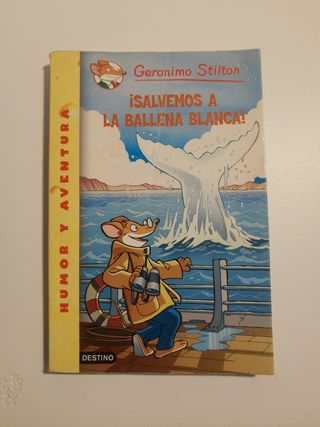 Geronimo Stilton
¡SALVEMOS A
LA BALLENA BLANCA!
HUMOR Y AVENTURA
DESTINO